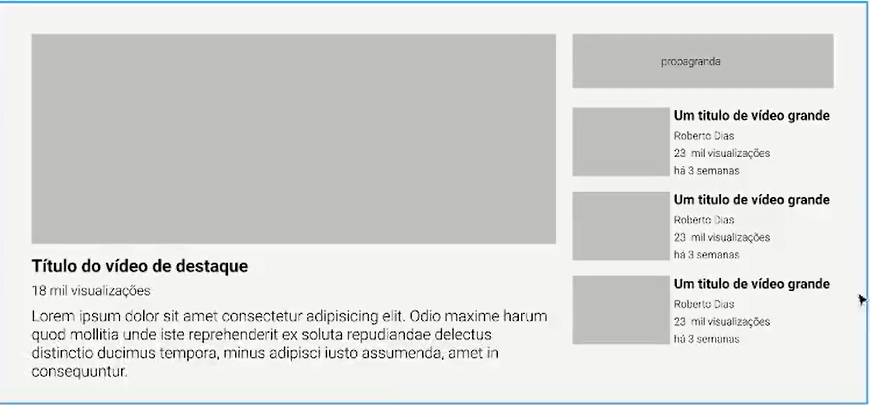 propagranda
Um titulo de vídeo grande
Roberto Dias
23 mil visualizações
há 3 semanas
Um titulo de vídeo grande
Roberto Dias
23 mil visualizações
há 3 semanas
Um titulo de vídeo grande
Roberto Dias
23 mil visualizações
há 3 semanas
Título do vídeo de destaque
18 mil visualizações
Lorem ipsum dolor sit amet consectetur adipisicing elit. Odio maxime harum
quod mollitia unde iste reprehenderit ex soluta repudiandae delectus
distinctio ducimus tempora, minus adipisci iusto assumenda, amet in
consequuntur.